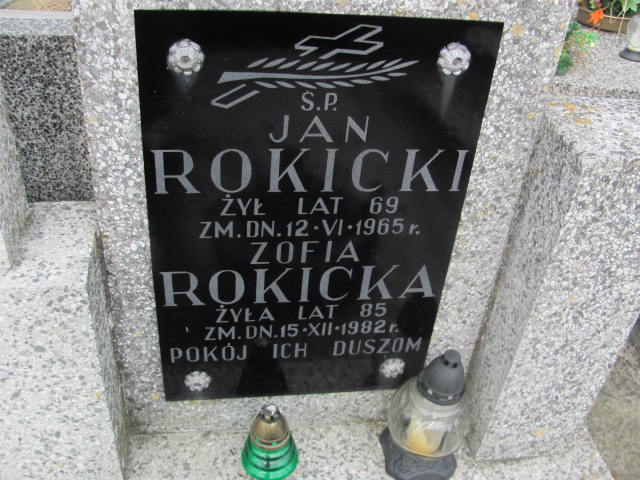 Ś.P.
JAN
ROKICKI
ŻYŁ LAT 69
ZM. DN. 12·VI·1965 r.
ZOFIA
ROKICKA
ŻYŁA LAT 85
ZM. DN. 15·XII·1982 r.
POKÓJ ICH DUSZOM